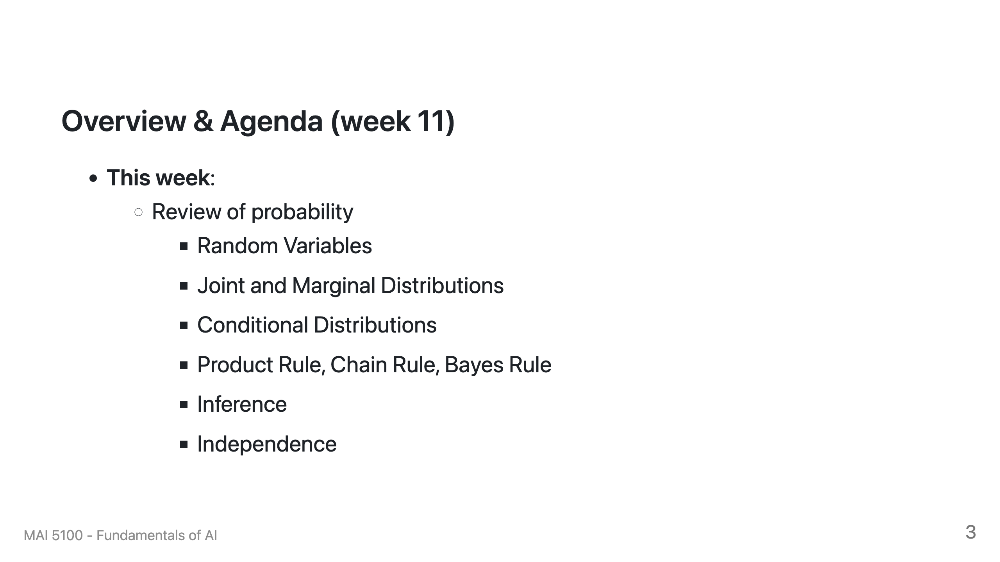 Overview & Agenda (week 11)
This week:
Review of probability
Random Variables
Joint and Marginal Distributions
Conditional Distributions
Product Rule, Chain Rule, Bayes Rule
Inference
Independence
MAI 5100 - Fundamentals of AI
3